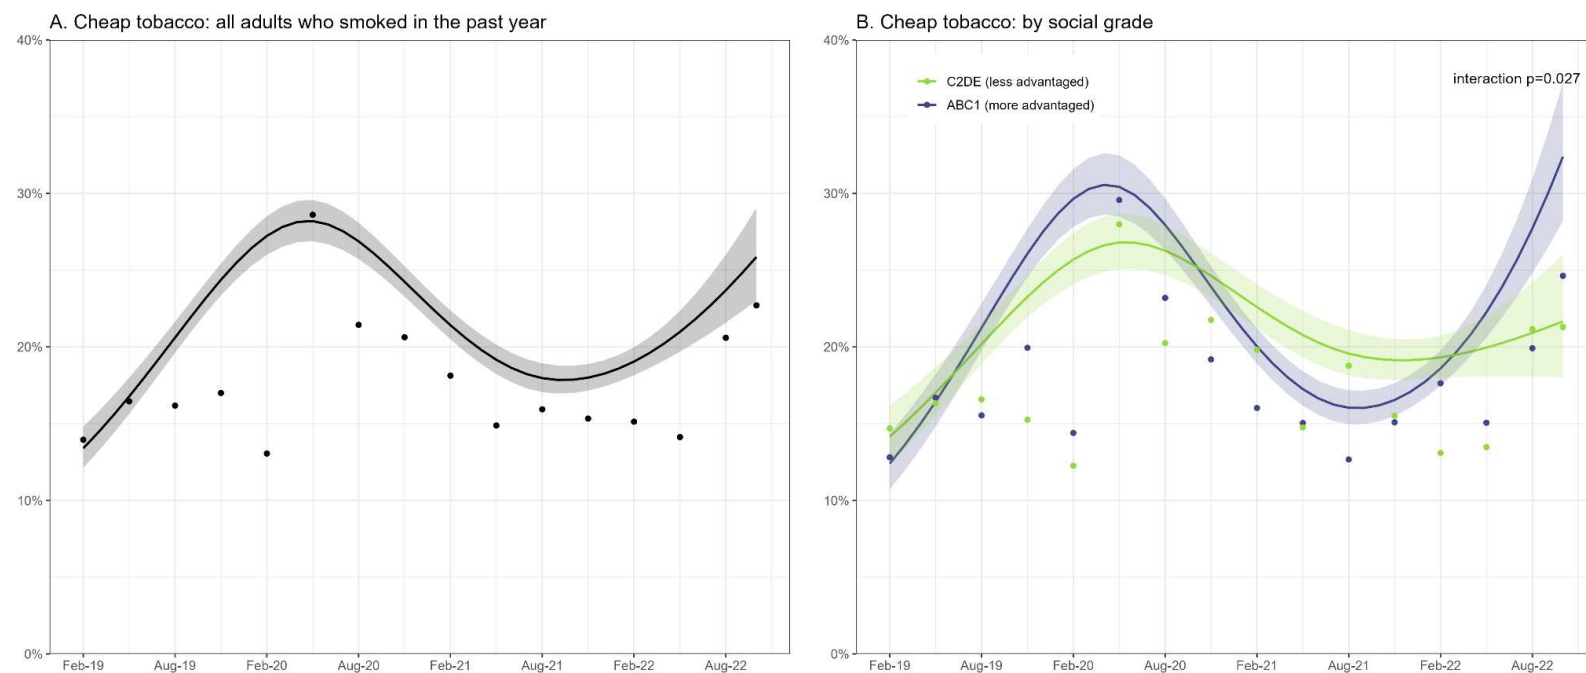 A. Cheap tobacco: all adults who smoked in the past year
40%
30%
20%
10%
0%
Feb-19 Aug-19 Feb-20 Aug-20 Feb-21 Aug-21 Feb-22 Aug-22
B. Cheap tobacco: by social grade
40%
C2DE (less advantaged)
ABC1 (more advantaged)
interaction p=0.027
30%
20%
10%
0%
Feb-19 Aug-19 Feb-20 Aug-20 Feb-21 Aug-21 Feb-22 Aug-22